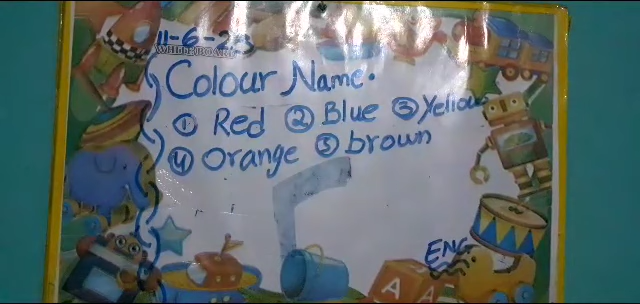 11-6-23
WHITEBOARD
Colour Name.
① Red ② Blue ③ Yellow
④ Orange ⑤ brown
ENG
A A